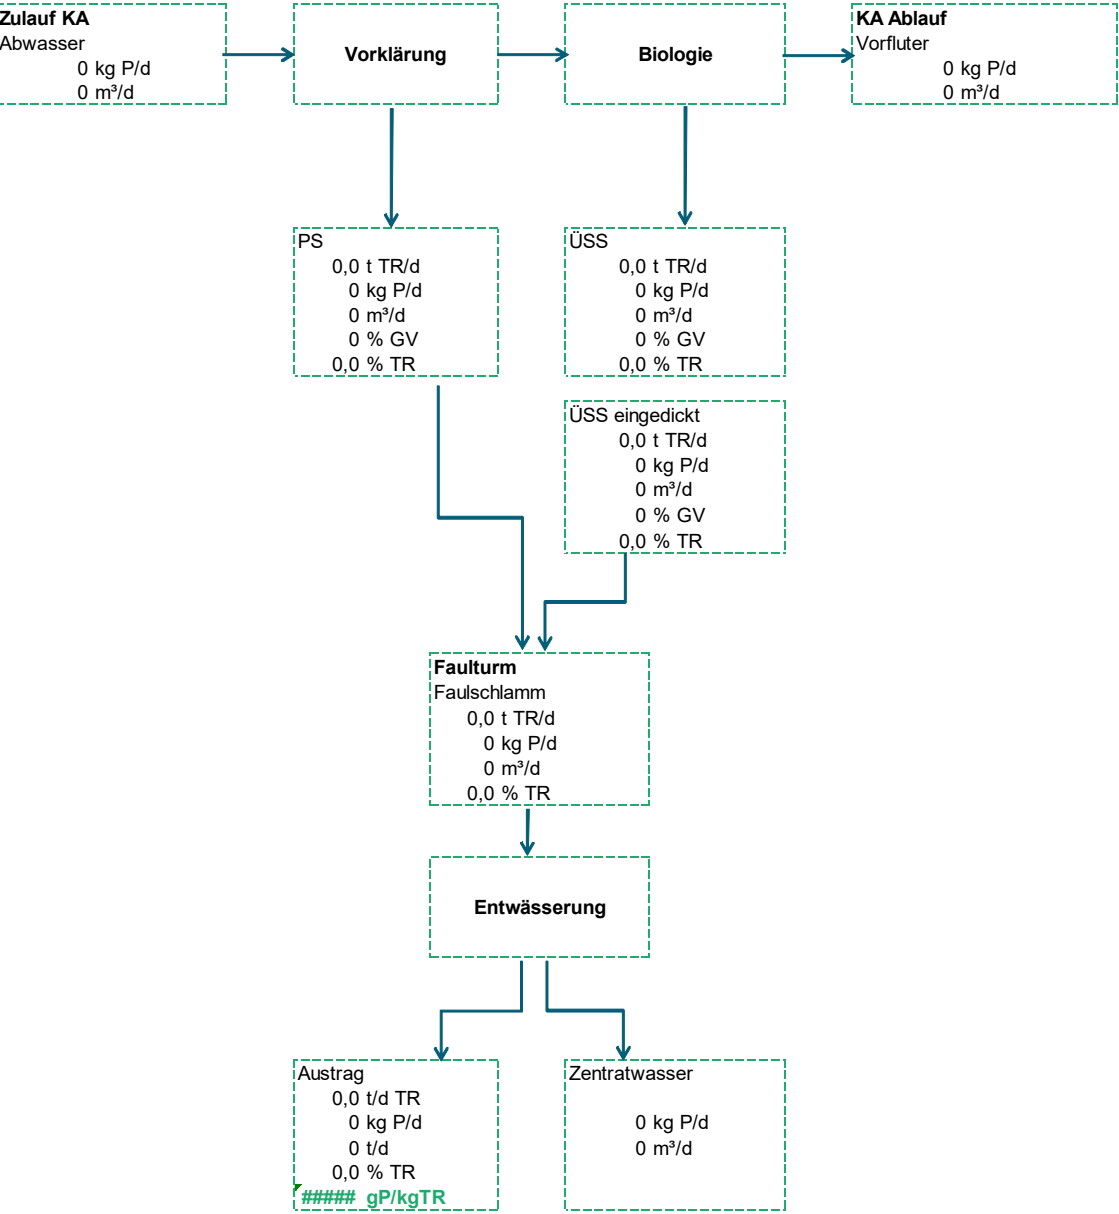 Zulauf KA
Abwasser
0 kg P/d
0 m³/d
Vorklärung
Biologie
KA Ablauf
Vorfluter
0 kg P/d
0 m³/d
PS
0,0 t TR/d
0 kg P/d
0 m³/d
0 % GV
0,0 % TR
ÜSS
0,0 t TR/d
0 kg P/d
0 m³/d
0 % GV
0,0 % TR
ÜSS eingedickt
0,0 t TR/d
0 kg P/d
0 m³/d
0 % GV
0,0 % TR
Faulturm
Faulschlamm
0,0 t TR/d
0 kg P/d
0 m³/d
0,0 % TR
Entwässerung
Austrag
0,0 t/d TR
0 kg P/d
0 t/d
0,0 % TR
##### gP/kgTR
Zentratwasser
0 kg P/d
0 m³/d